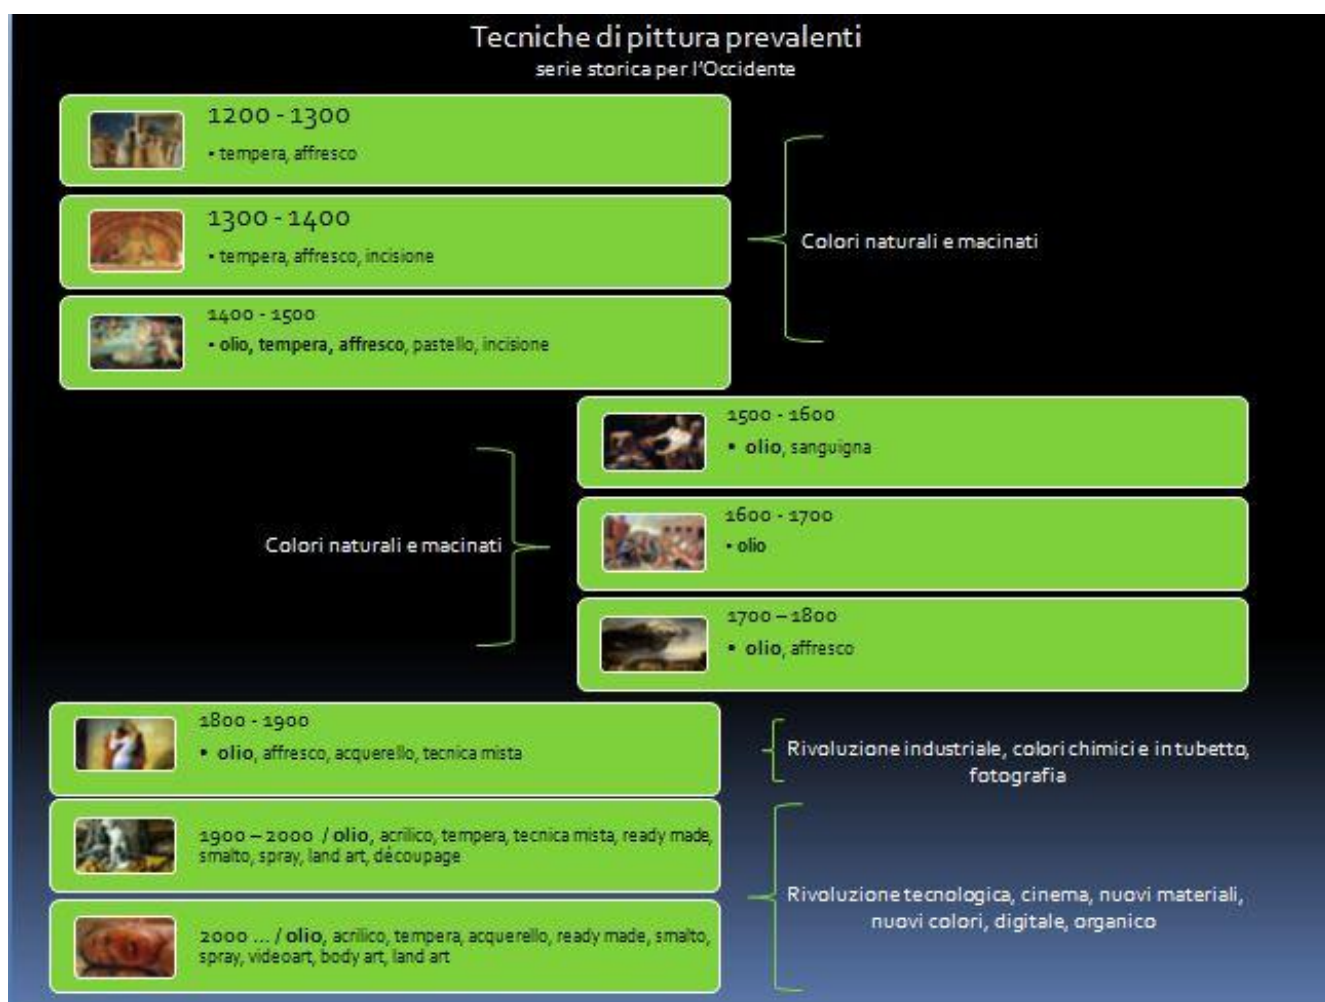 Tecniche di pittura prevalenti
serie storica per l'Occidente
1200 - 1300
• tempera, affresco
1300 - 1400
• tempera, affresco, incisione
1400 - 1500
• olio, tempera, affresco, pastello, incisione
Colori naturali e macinati
1500 - 1600
• olio, sanguigna
1600 - 1700
• olio
1700 – 1800
• olio, affresco
Colori naturali e macinati
1800 - 1900
• olio, affresco, acquerello, tecnica mista
Rivoluzione industriale, colori chimici e in tubetto,
fotografia
1900 – 2000 / olio, acrilico, tempera, tecnica mista, ready made,
smalto, spray, land art, découpage
2000 ... / olio, acrilico, tempera, acquerello, ready made, smalto,
spray, videoart, body art, land art
Rivoluzione tecnologica, cinema, nuovi materiali,
nuovi colori, digitale, organico